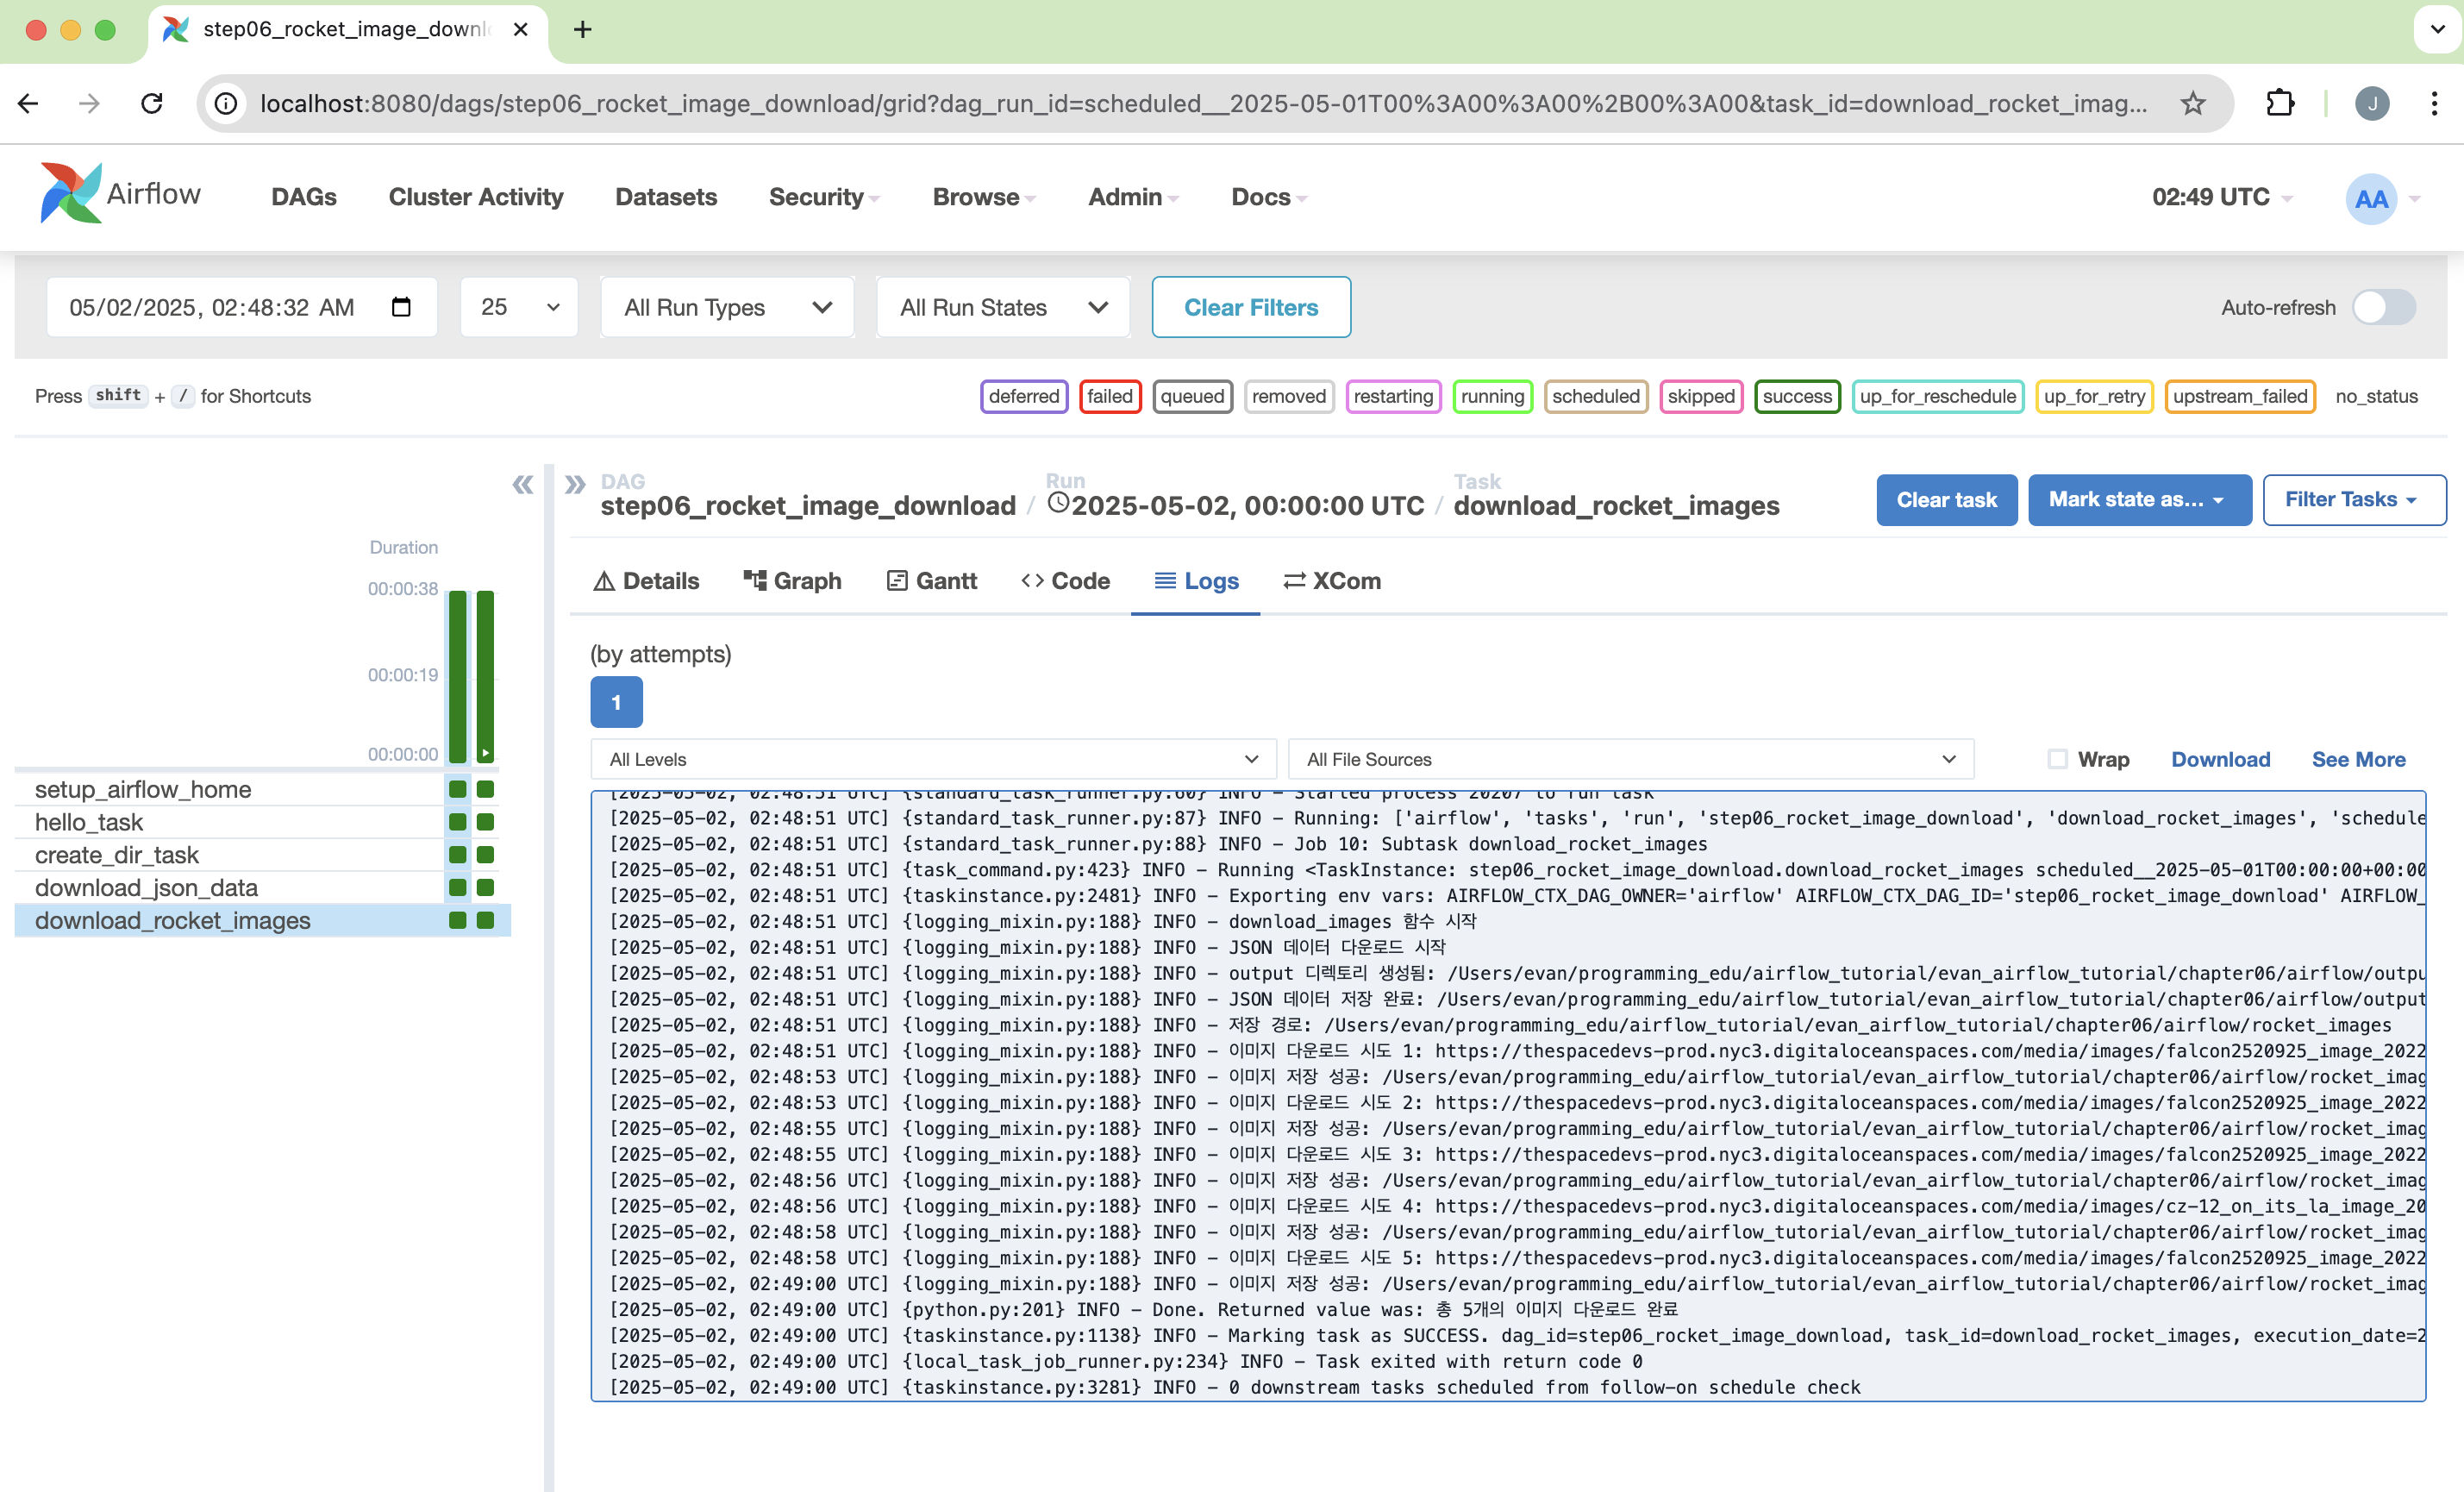 step06_rocket_image_downl
localhost:8080/dags/step06_rocket_image_download/grid?dag_run_id=scheduled__2025-05-01T00%3A00%3A00%2B00%3A00&task_id=download_rocket_imag...
J
Airflow DAGs Cluster Activity Datasets Security Browse Admin Docs 02:49 UTC AA
05/02/2025, 02:48:32 AM 25 All Run Types All Run States Clear Filters Auto-refresh
Press shift + / for Shortcuts deferred failed queued removed restarting running scheduled skipped success up_for_reschedule up_for_retry upstream_failed no_status
DAG Run Task
step06_rocket_image_download / 2025-05-02, 00:00:00 UTC / download_rocket_images
Clear task Mark state as... Filter Tasks
Duration
00:00:38
00:00:19
00:00:00
setup_airflow_home
hello_task
create_dir_task
download_json_data
download_rocket_images
Details Graph Gantt Code Logs XCom
(by attempts)
1
All Levels All File Sources Wrap Download See More
[2025-05-02, 02:48:51 UTC] {standard_task_runner.py:60} INFO - Started process 20207 to run task
[2025-05-02, 02:48:51 UTC] {standard_task_runner.py:87} INFO - Running: ['airflow', 'tasks', 'run', 'step06_rocket_image_download', 'download_rocket_images', 'schedule
[2025-05-02, 02:48:51 UTC] {standard_task_runner.py:88} INFO - Job 10: Subtask download_rocket_images
[2025-05-02, 02:48:51 UTC] {task_command.py:423} INFO - Running <TaskInstance: step06_rocket_image_download.download_rocket_images scheduled__2025-05-01T00:00:00+00:00
[2025-05-02, 02:48:51 UTC] {taskinstance.py:2481} INFO - Exporting env vars: AIRFLOW_CTX_DAG_OWNER='airflow' AIRFLOW_CTX_DAG_ID='step06_rocket_image_download' AIRFLOW_
[2025-05-02, 02:48:51 UTC] {logging_mixin.py:188} INFO - download_images 함수 시작
[2025-05-02, 02:48:51 UTC] {logging_mixin.py:188} INFO - JSON 데이터 다운로드 시작
[2025-05-02, 02:48:51 UTC] {logging_mixin.py:188} INFO - output 디렉토리 생성됨: /Users/evan/programming_edu/airflow_tutorial/evan_airflow_tutorial/chapter06/airflow/outpu
[2025-05-02, 02:48:51 UTC] {logging_mixin.py:188} INFO - JSON 데이터 저장 완료: /Users/evan/programming_edu/airflow_tutorial/evan_airflow_tutorial/chapter06/airflow/output
[2025-05-02, 02:48:51 UTC] {logging_mixin.py:188} INFO - 저장 경로: /Users/evan/programming_edu/airflow_tutorial/evan_airflow_tutorial/chapter06/airflow/rocket_images
[2025-05-02, 02:48:51 UTC] {logging_mixin.py:188} INFO - 이미지 다운로드 시도 1: https://thespacedevs-prod.nyc3.digitaloceanspaces.com/media/images/falcon2520925_image_2022
[2025-05-02, 02:48:53 UTC] {logging_mixin.py:188} INFO - 이미지 저장 성공: /Users/evan/programming_edu/airflow_tutorial/evan_airflow_tutorial/chapter06/airflow/rocket_imag
[2025-05-02, 02:48:53 UTC] {logging_mixin.py:188} INFO - 이미지 다운로드 시도 2: https://thespacedevs-prod.nyc3.digitaloceanspaces.com/media/images/falcon2520925_image_2022
[2025-05-02, 02:48:55 UTC] {logging_mixin.py:188} INFO - 이미지 저장 성공: /Users/evan/programming_edu/airflow_tutorial/evan_airflow_tutorial/chapter06/airflow/rocket_imag
[2025-05-02, 02:48:55 UTC] {logging_mixin.py:188} INFO - 이미지 다운로드 시도 3: https://thespacedevs-prod.nyc3.digitaloceanspaces.com/media/images/falcon2520925_image_2022
[2025-05-02, 02:48:56 UTC] {logging_mixin.py:188} INFO - 이미지 저장 성공: /Users/evan/programming_edu/airflow_tutorial/evan_airflow_tutorial/chapter06/airflow/rocket_imag
[2025-05-02, 02:48:56 UTC] {logging_mixin.py:188} INFO - 이미지 다운로드 시도 4: https://thespacedevs-prod.nyc3.digitaloceanspaces.com/media/images/cz-12_on_its_la_image_20
[2025-05-02, 02:48:58 UTC] {logging_mixin.py:188} INFO - 이미지 저장 성공: /Users/evan/programming_edu/airflow_tutorial/evan_airflow_tutorial/chapter06/airflow/rocket_imag
[2025-05-02, 02:48:58 UTC] {logging_mixin.py:188} INFO - 이미지 다운로드 시도 5: https://thespacedevs-prod.nyc3.digitaloceanspaces.com/media/images/falcon2520925_image_2022
[2025-05-02, 02:49:00 UTC] {logging_mixin.py:188} INFO - 이미지 저장 성공: /Users/evan/programming_edu/airflow_tutorial/evan_airflow_tutorial/chapter06/airflow/rocket_imag
[2025-05-02, 02:49:00 UTC] {python.py:201} INFO - Done. Returned value was: 총 5개의 이미지 다운로드 완료
[2025-05-02, 02:49:00 UTC] {taskinstance.py:1138} INFO - Marking task as SUCCESS. dag_id=step06_rocket_image_download, task_id=download_rocket_images, execution_date=2
[2025-05-02, 02:49:00 UTC] {local_task_job_runner.py:234} INFO - Task exited with return code 0
[2025-05-02, 02:49:00 UTC] {taskinstance.py:3281} INFO - 0 downstream tasks scheduled from follow-on schedule check